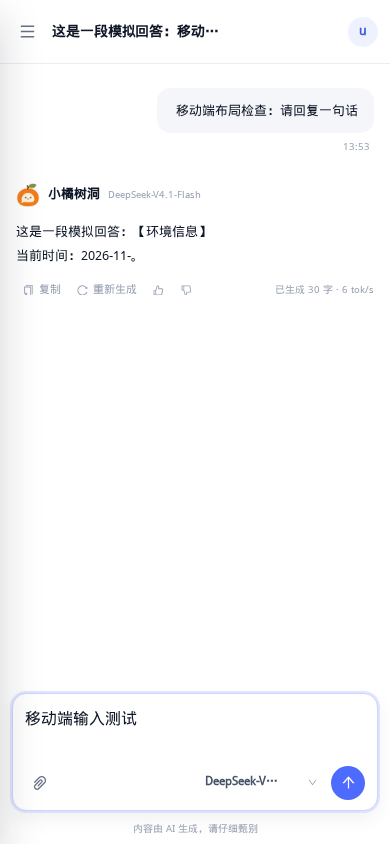 这是一段模拟回答：移动…
u
移动端布局检查：请回复一句话
13:53
小橘树洞 DeepSeek-V4.1-Flash
这是一段模拟回答：【环境信息】
当前时间：2026-11-。
复制 重新生成 已生成 30 字 · 6 tok/s
移动端输入测试
DeepSeek-V…
内容由 AI 生成，请仔细甄别